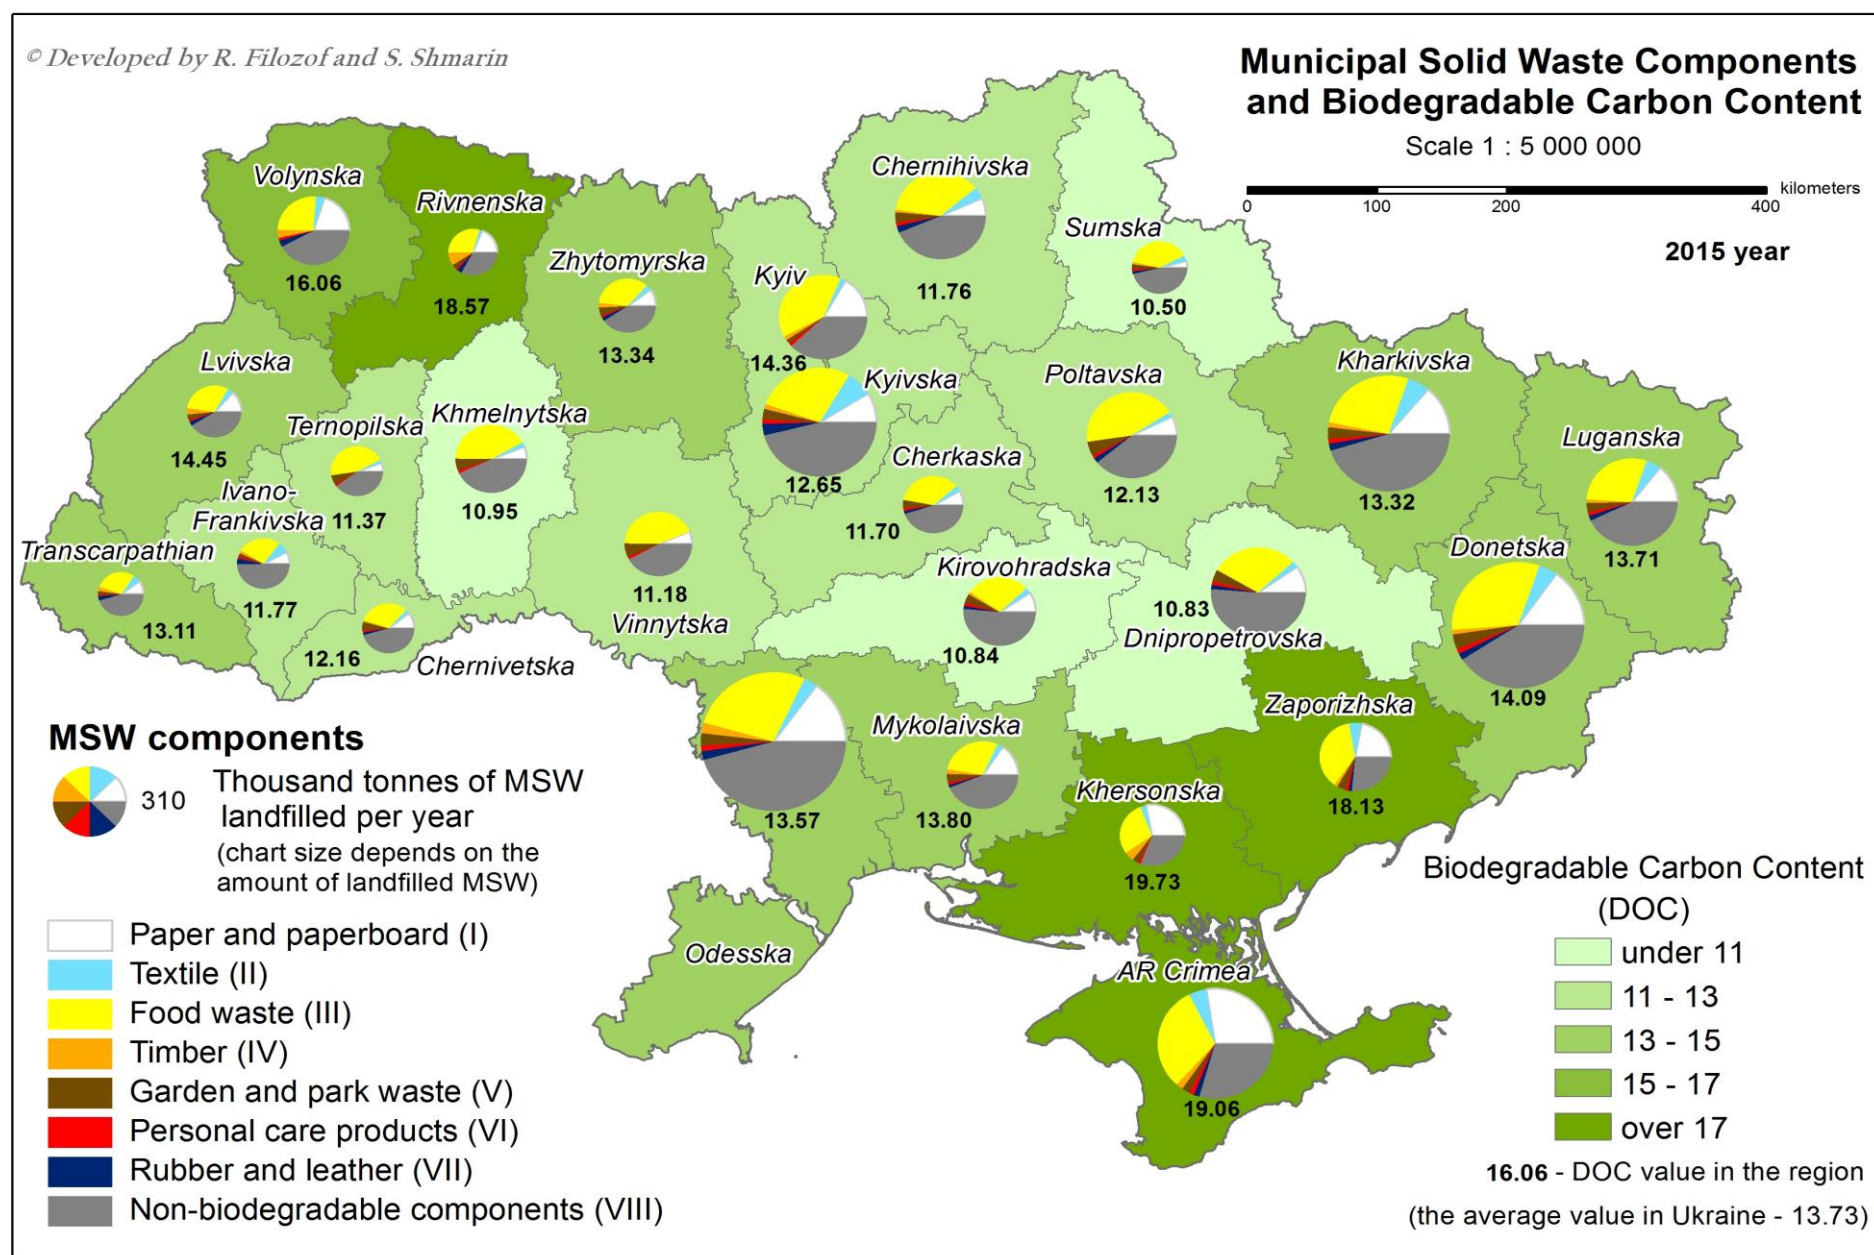 © Developed by R. Filozof and S. Shmarin
Municipal Solid Waste Components
and Biodegradable Carbon Content
Scale 1 : 5 000 000
kilometers
0 100 200 400
2015 year
Volynska
16.06
Rivnenska
18.57
Zhytomyrska
13.34
Kyiv
14.36
Chernihivska
11.76
Sumska
10.50
Lvivska
14.45
Ternopilska
11.37
Khmelnytska
10.95
Kyivska
12.65
Poltavska
12.13
Kharkivska
13.32
Luganska
13.71
Cherkaska
11.70
Ivano-
Frankivska
11.77
Transcarpathian
13.11
Chernivetska
12.16
Vinnytska
11.18
Kirovohradska
10.84
Dnipropetrovska
10.83
Donetska
14.09
Odesska
13.57
Mykolaivska
13.80
Khersonska
19.73
Zaporizhska
18.13
AR Crimea
19.06
MSW components
310
Thousand tonnes of MSW
landfilled per year
(chart size depends on the
amount of landfilled MSW)
Paper and paperboard (I)
Textile (II)
Food waste (III)
Timber (IV)
Garden and park waste (V)
Personal care products (VI)
Rubber and leather (VII)
Non-biodegradable components (VIII)
Biodegradable Carbon Content
(DOC)
under 11
11 - 13
13 - 15
15 - 17
over 17
16.06 - DOC value in the region
(the average value in Ukraine - 13.73)